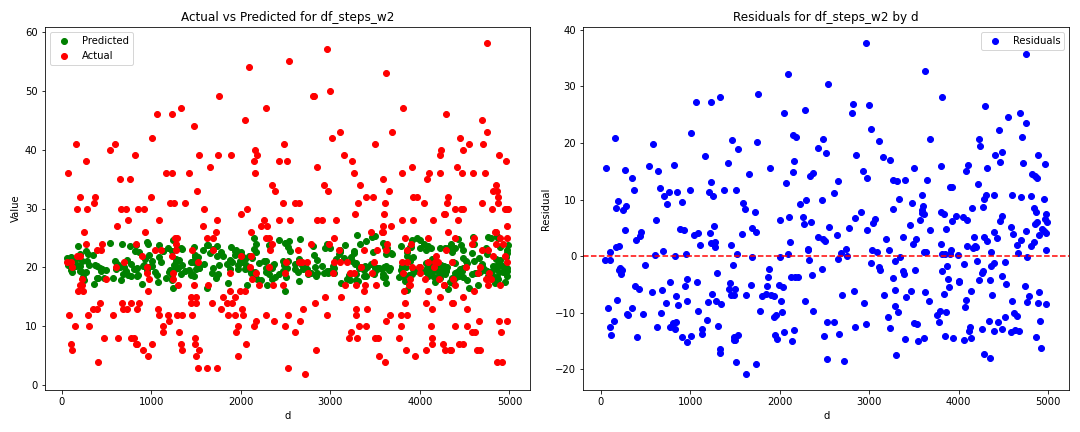 Actual vs Predicted for df_steps_w2
Predicted
Actual
Value
60
50
40
30
20
10
0
0 1000 2000 3000 4000 5000
d
Residuals for df_steps_w2 by d
Residuals
Residual
40
30
20
10
0
−10
−20
0 1000 2000 3000 4000 5000
d